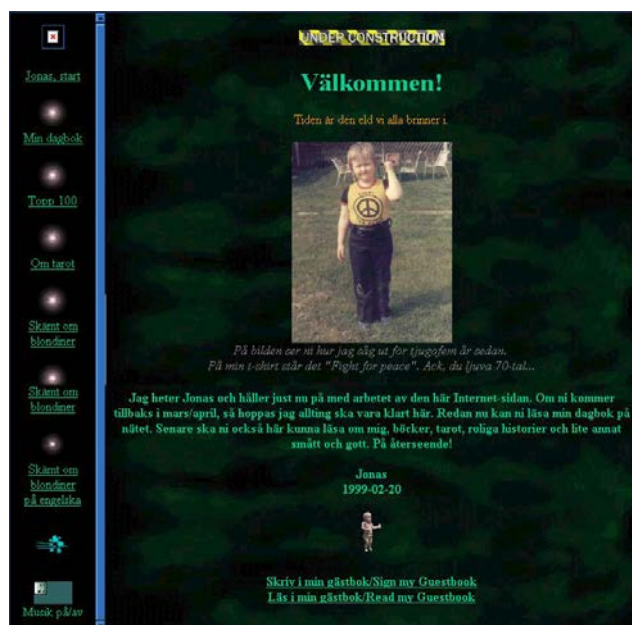 Jonas, start
Min dagbok
Topp 100
Om tarot
Skämt om
blondiner
Skämt om
blondiner
Skämt om
blondiner
på engelska
Musik på/av
UNDER CONSTRUCTION
Välkommen!
Tiden är den eld vi alla brinner i.
På bilden ser ni hur jag såg ut för tjugofem år sedan.
På min t-shirt står det "Fight for peace". Ack, du ljuva 70-tal...
Jag heter Jonas och håller just nu på med arbetet av den här Internet-sidan. Om ni kommer
tillbaks i mars/april, så hoppas jag allting ska vara klart här. Redan nu kan ni läsa min dagbok på
nätet. Senare ska ni också här kunna läsa om mig, böcker, tarot, roliga historier och lite annat
smått och gott. På återseende!
Jonas
1999-02-20
Skriv i min gästbok/Sign my Guestbook
Läs i min gästbok/Read my Guestbook